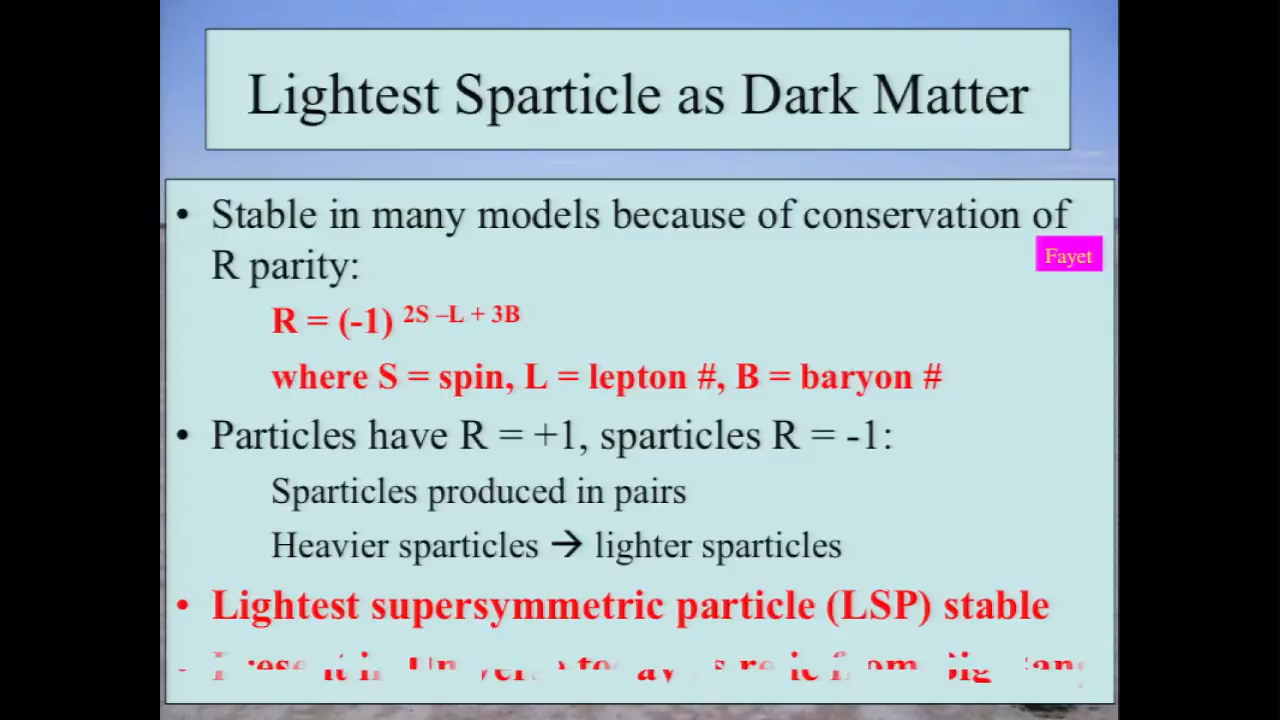 Lightest Sparticle as Dark Matter
• Stable in many models because of conservation of
R parity:
Fayet
R = (-1) 2S –L + 3B
where S = spin, L = lepton #, B = baryon #
• Particles have R = +1, sparticles R = -1:
Sparticles produced in pairs
Heavier sparticles → lighter sparticles
• Lightest supersymmetric particle (LSP) stable